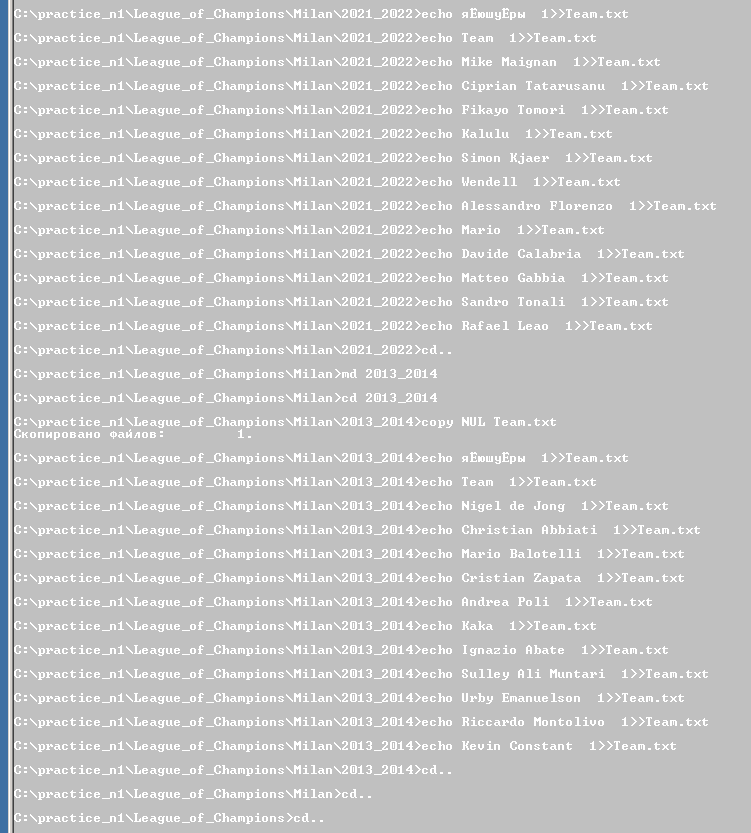 C:\practice_n1\League_of_Champions\Milan\2021_2022>echo яЁюшуЁры  1>>Team.txt
C:\practice_n1\League_of_Champions\Milan\2021_2022>echo Team  1>>Team.txt
C:\practice_n1\League_of_Champions\Milan\2021_2022>echo Mike Maignan  1>>Team.txt
C:\practice_n1\League_of_Champions\Milan\2021_2022>echo Ciprian Tatarusanu  1>>Team.txt
C:\practice_n1\League_of_Champions\Milan\2021_2022>echo Fikayo Tomori  1>>Team.txt
C:\practice_n1\League_of_Champions\Milan\2021_2022>echo Kalulu  1>>Team.txt
C:\practice_n1\League_of_Champions\Milan\2021_2022>echo Simon Kjaer  1>>Team.txt
C:\practice_n1\League_of_Champions\Milan\2021_2022>echo Wendell  1>>Team.txt
C:\practice_n1\League_of_Champions\Milan\2021_2022>echo Alessandro Florenzo  1>>Team.txt
C:\practice_n1\League_of_Champions\Milan\2021_2022>echo Mario  1>>Team.txt
C:\practice_n1\League_of_Champions\Milan\2021_2022>echo Davide Calabria  1>>Team.txt
C:\practice_n1\League_of_Champions\Milan\2021_2022>echo Matteo Gabbia  1>>Team.txt
C:\practice_n1\League_of_Champions\Milan\2021_2022>echo Sandro Tonali  1>>Team.txt
C:\practice_n1\League_of_Champions\Milan\2021_2022>echo Rafael Leao  1>>Team.txt
C:\practice_n1\League_of_Champions\Milan\2021_2022>cd..
C:\practice_n1\League_of_Champions\Milan>md 2013_2014
C:\practice_n1\League_of_Champions\Milan>cd 2013_2014
C:\practice_n1\League_of_Champions\Milan\2013_2014>copy NUL Team.txt
Скопировано файлов:         1.
C:\practice_n1\League_of_Champions\Milan\2013_2014>echo яЁюшуЁры  1>>Team.txt
C:\practice_n1\League_of_Champions\Milan\2013_2014>echo Team  1>>Team.txt
C:\practice_n1\League_of_Champions\Milan\2013_2014>echo Nigel de Jong  1>>Team.txt
C:\practice_n1\League_of_Champions\Milan\2013_2014>echo Christian Abbiati  1>>Team.txt
C:\practice_n1\League_of_Champions\Milan\2013_2014>echo Mario Balotelli  1>>Team.txt
C:\practice_n1\League_of_Champions\Milan\2013_2014>echo Cristian Zapata  1>>Team.txt
C:\practice_n1\League_of_Champions\Milan\2013_2014>echo Andrea Poli  1>>Team.txt
C:\practice_n1\League_of_Champions\Milan\2013_2014>echo Kaka  1>>Team.txt
C:\practice_n1\League_of_Champions\Milan\2013_2014>echo Ignazio Abate  1>>Team.txt
C:\practice_n1\League_of_Champions\Milan\2013_2014>echo Sulley Ali Muntari  1>>Team.txt
C:\practice_n1\League_of_Champions\Milan\2013_2014>echo Urby Emanuelson  1>>Team.txt
C:\practice_n1\League_of_Champions\Milan\2013_2014>echo Riccardo Montolivo  1>>Team.txt
C:\practice_n1\League_of_Champions\Milan\2013_2014>echo Kevin Constant  1>>Team.txt
C:\practice_n1\League_of_Champions\Milan\2013_2014>cd..
C:\practice_n1\League_of_Champions\Milan>cd..
C:\practice_n1\League_of_Champions>cd..